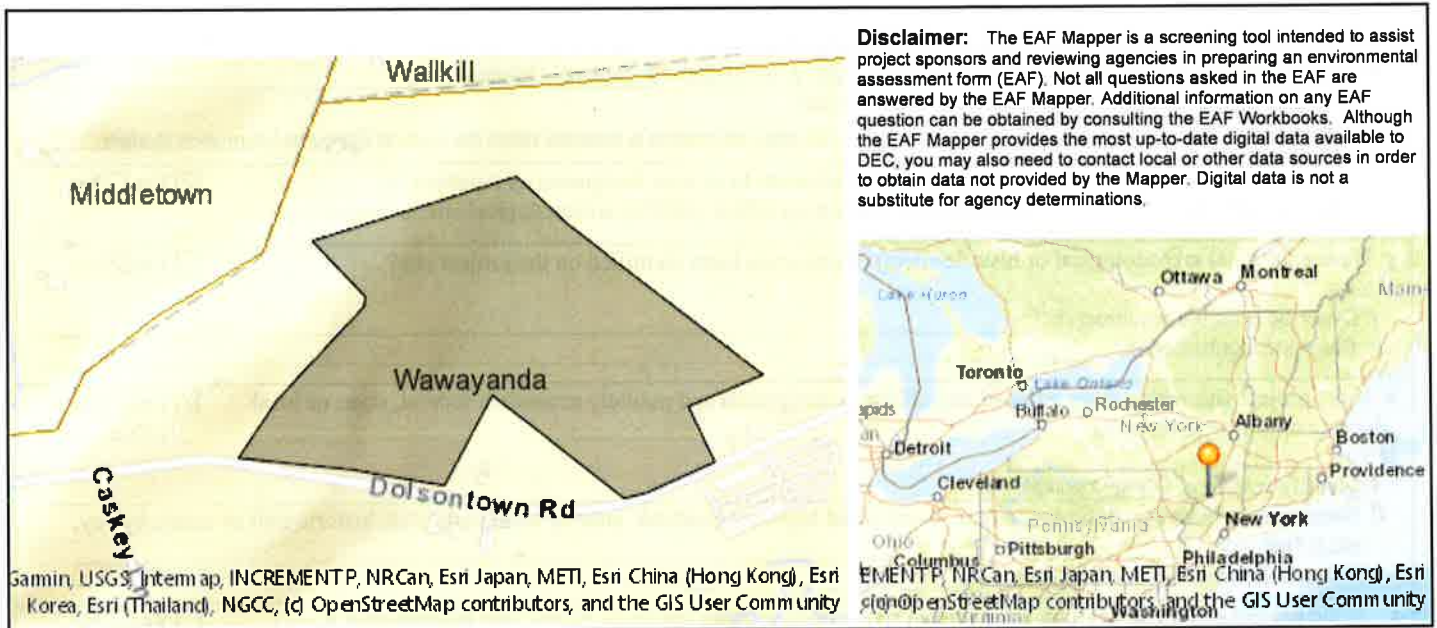 Disclaimer: The EAF Mapper is a screening tool intended to assist
project sponsors and reviewing agencies in preparing an environmental
assessment form (EAF). Not all questions asked in the EAF are
answered by the EAF Mapper. Additional information on any EAF
question can be obtained by consulting the EAF Workbooks. Although
the EAF Mapper provides the most up-to-date digital data available to
DEC, you may also need to contact local or other data sources in order
to obtain data not provided by the Mapper. Digital data is not a
substitute for agency determinations.
Wallkill
Middletown
Wawayanda
Dolsontown Rd
Caskey
Garmin, USGS, Intermap, INCREMENT P, NRCan, Esri Japan, METI, Esri China (Hong Kong), Esri
Korea, Esri (Thailand), NGCC, (c) OpenStreetMap contributors, and the GIS User Community
Ottawa
Montreal
Lake Huron
Toronto
Lake Ontario
Buffalo
Rochester
New York
Albany
Detroit
Boston
Providence
Cleveland
Pennsylvania
New York
Ohio
Columbus
Pittsburgh
Philadelphia
EMENT P, NRCan, Esri Japan, METI, Esri China (Hong Kong), Esri
OpenStreetMap contributors, and the GIS User Community
Washington